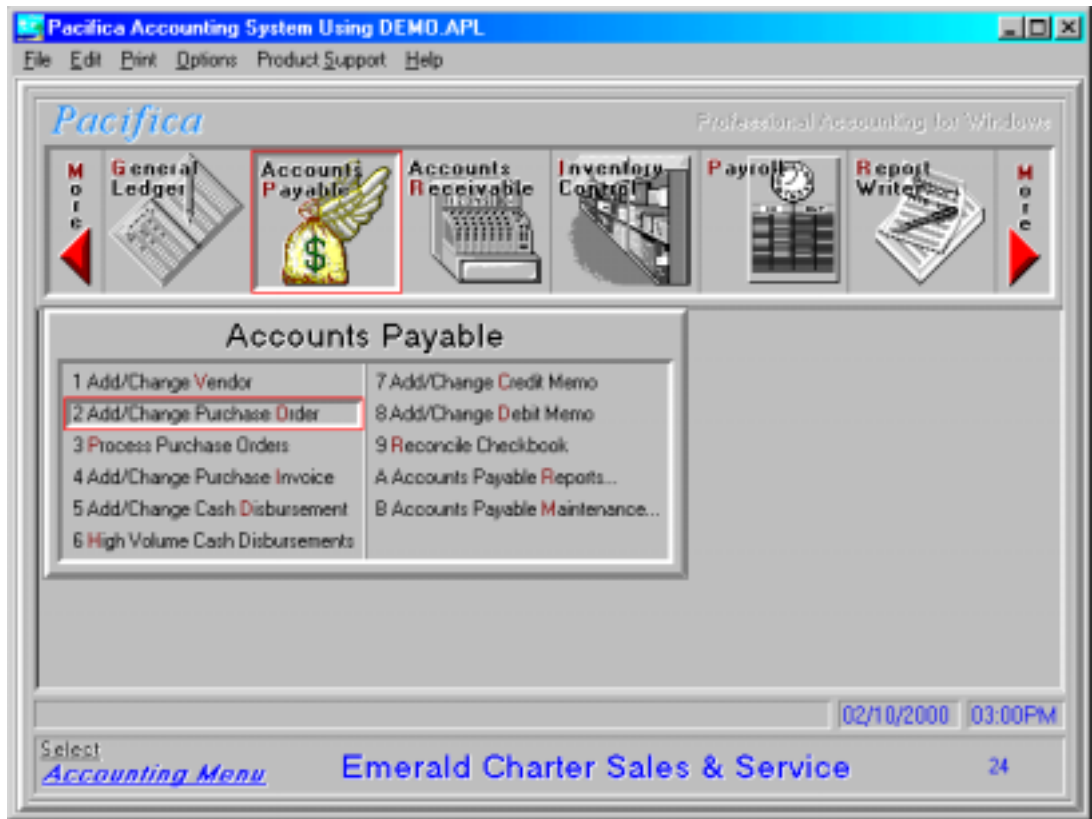 Pacifica Accounting System Using DEMO.APL
File Edit Print Options Product Support Help
Pacifica
Professional Accounting for Windows
More
General
Ledger
Accounts
Payable
$
Accounts
Receivable
Inventory
Control
Payroll
Report
Writer
More
Accounts Payable
1 Add/Change Vendor
2 Add/Change Purchase Order
3 Process Purchase Orders
4 Add/Change Purchase Invoice
5 Add/Change Cash Disbursement
6 High Volume Cash Disbursements
7 Add/Change Credit Memo
8 Add/Change Debit Memo
9 Reconcile Checkbook
A Accounts Payable Reports...
B Accounts Payable Maintenance...
02/10/2000 03:00PM
Select
Accounting Menu
Emerald Charter Sales & Service
24